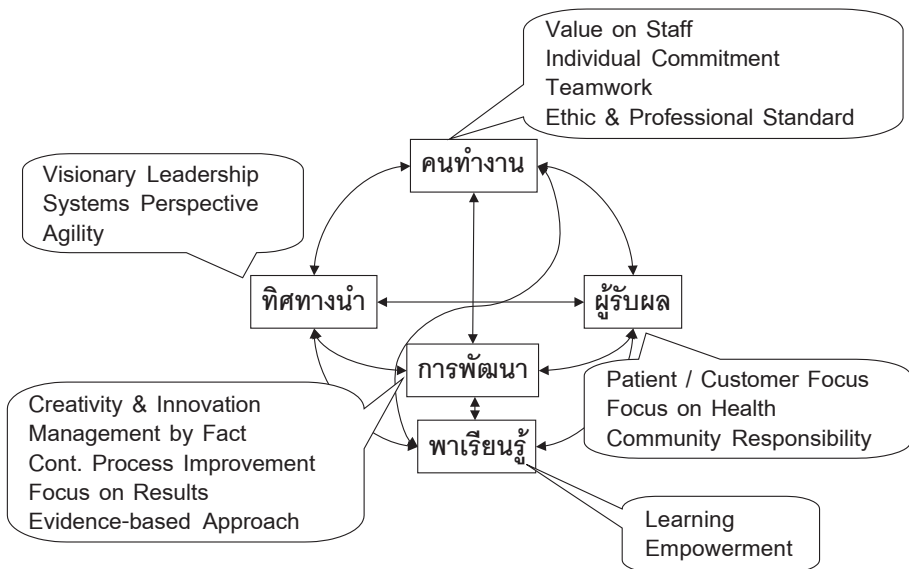 Value on Staff
Individual Commitment
Teamwork
Ethic & Professional Standard
คนทำงาน
Visionary Leadership
Systems Perspective
Agility
ทิศทางนำ
ผู้รับผล
การพัฒนา
Patient / Customer Focus
Focus on Health
Community Responsibility
Creativity & Innovation
Management by Fact
Cont. Process Improvement
Focus on Results
Evidence-based Approach
พาเรียนรู้
Learning
Empowerment